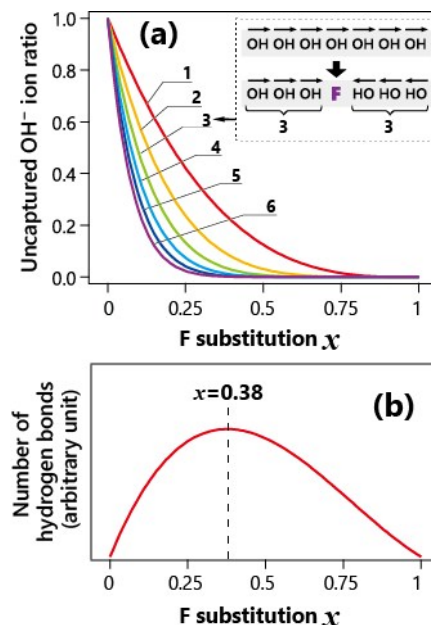 (a)
OH OH OH OH OH OH OH
OH OH OH F HO HO HO
3 3
1
2
3
4
5
6
1.0
0.8
0.6
0.4
0.2
0.0
Uncaptured OH⁻ ion ratio
0 0.25 0.5 0.75 1
F substitution x
(b)
x=0.38
Number of
hydrogen bonds
(arbitrary unit)
0 0.25 0.5 0.75 1
F substitution x